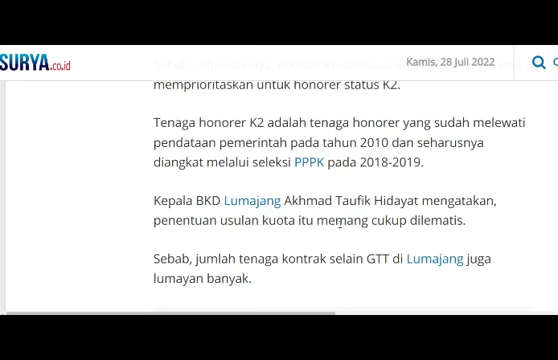 SURYA.co.id
Kamis, 28 Juli 2022
memprioritaskan untuk honorer status K2.
Tenaga honorer K2 adalah tenaga honorer yang sudah melewati
pendataan pemerintah pada tahun 2010 dan seharusnya
diangkat melalui seleksi PPPK pada 2018-2019.
Kepala BKD Lumajang Akhmad Taufik Hidayat mengatakan,
penentuan usulan kuota itu memang cukup dilematis.
Sebab, jumlah tenaga kontrak selain GTT di Lumajang juga
lumayan banyak.